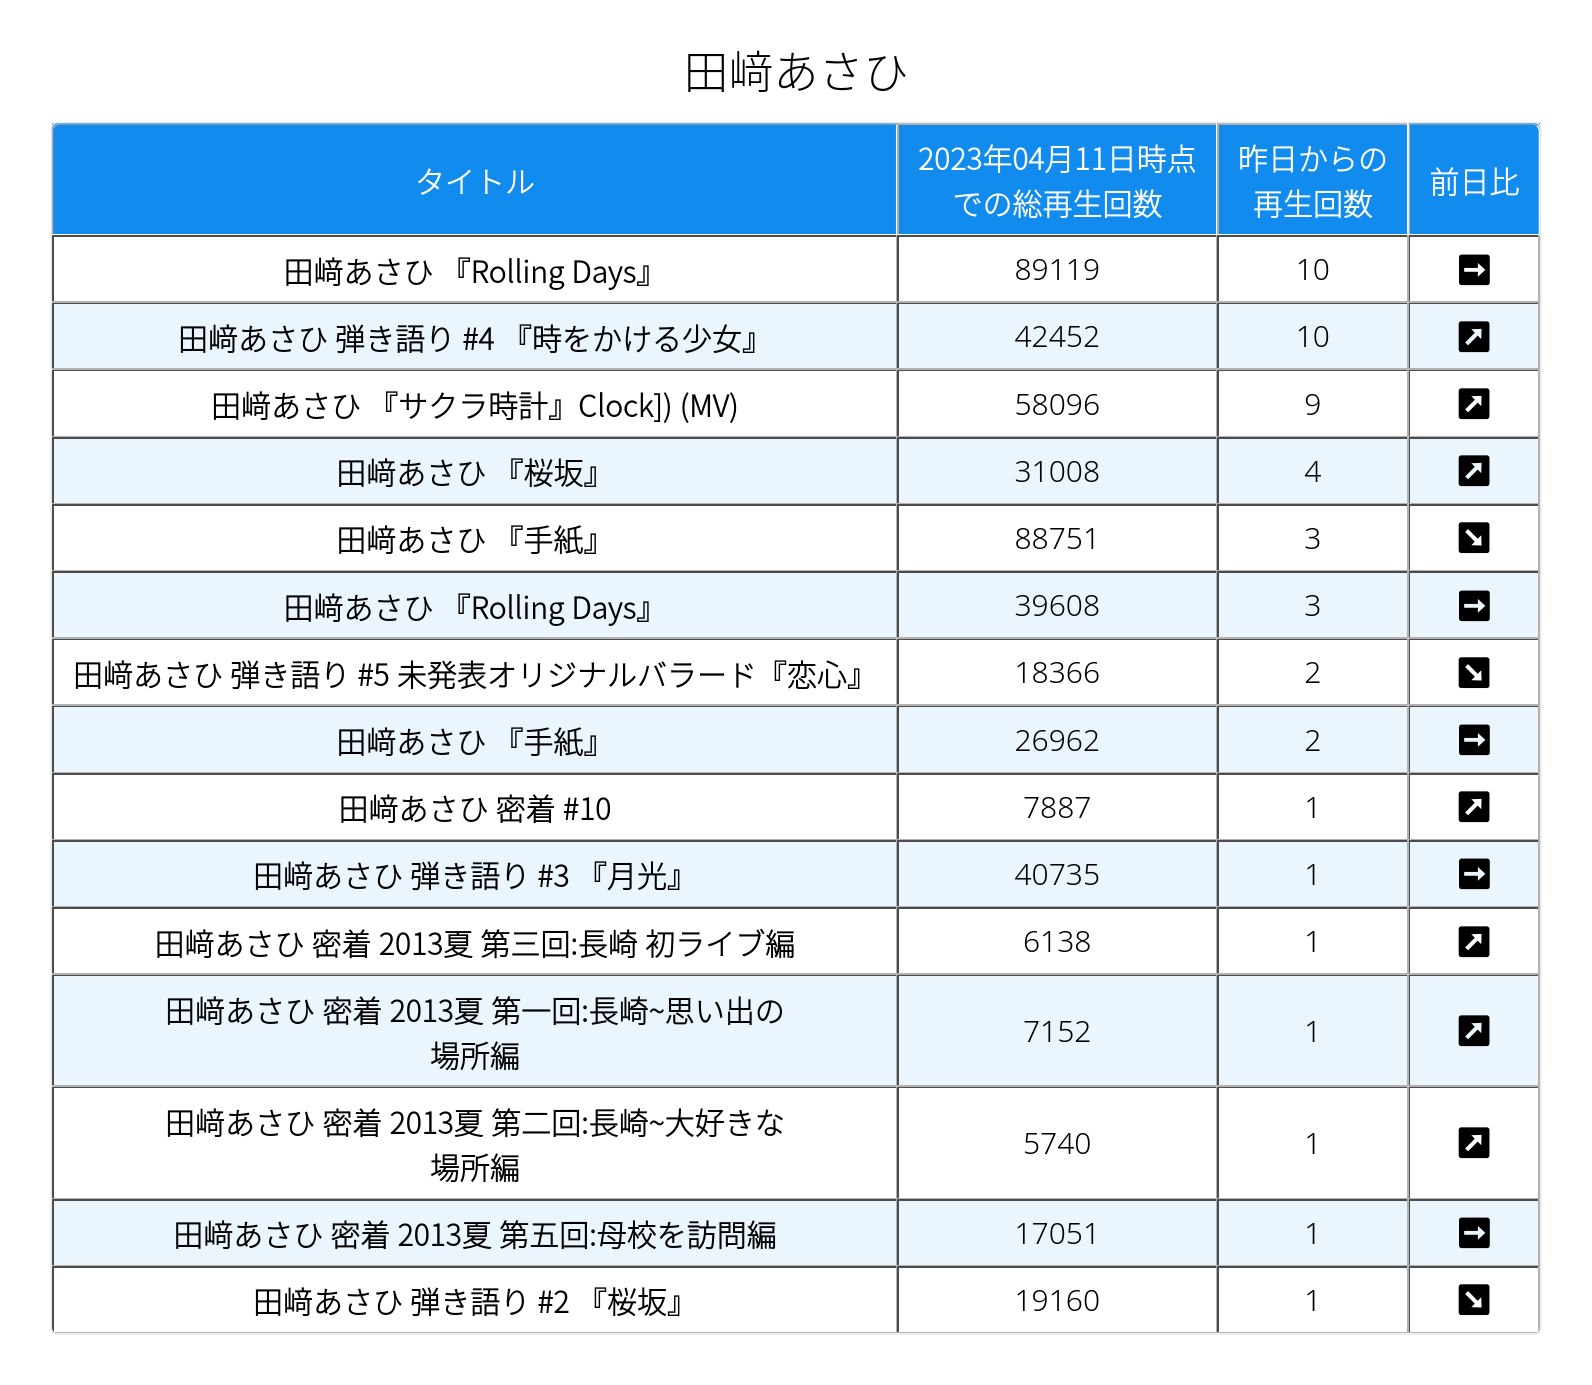 田﨑あさひ
タイトル
2023年04月11日時点
での総再生回数
昨日からの
再生回数
前日比
田﨑あさひ 『Rolling Days』 89119 10 ➡
田﨑あさひ 弾き語り #4 『時をかける少女』 42452 10 ↗
田﨑あさひ 『サクラ時計』Clock]) (MV) 58096 9 ↗
田﨑あさひ 『桜坂』 31008 4 ↗
田﨑あさひ 『手紙』 88751 3 ↘
田﨑あさひ 『Rolling Days』 39608 3 ➡
田﨑あさひ 弾き語り #5 未発表オリジナルバラード『恋心』 18366 2 ↘
田﨑あさひ 『手紙』 26962 2 ➡
田﨑あさひ 密着 #10 7887 1 ↗
田﨑あさひ 弾き語り #3 『月光』 40735 1 ➡
田﨑あさひ 密着 2013夏 第三回:長崎 初ライブ編 6138 1 ↗
田﨑あさひ 密着 2013夏 第一回:長崎~思い出の
場所編 7152 1 ↗
田﨑あさひ 密着 2013夏 第二回:長崎~大好きな
場所編 5740 1 ↗
田﨑あさひ 密着 2013夏 第五回:母校を訪問編 17051 1 ➡
田﨑あさひ 弾き語り #2 『桜坂』 19160 1 ↘